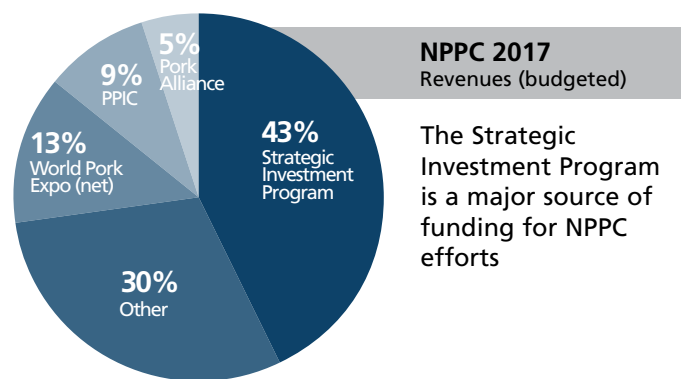 5%
Pork
Alliance
9%
PPIC
13%
World Pork
Expo (net)
43%
Strategic
Investment
Program
30%
Other
NPPC 2017
Revenues (budgeted)
The Strategic
Investment Program
is a major source of
funding for NPPC
efforts